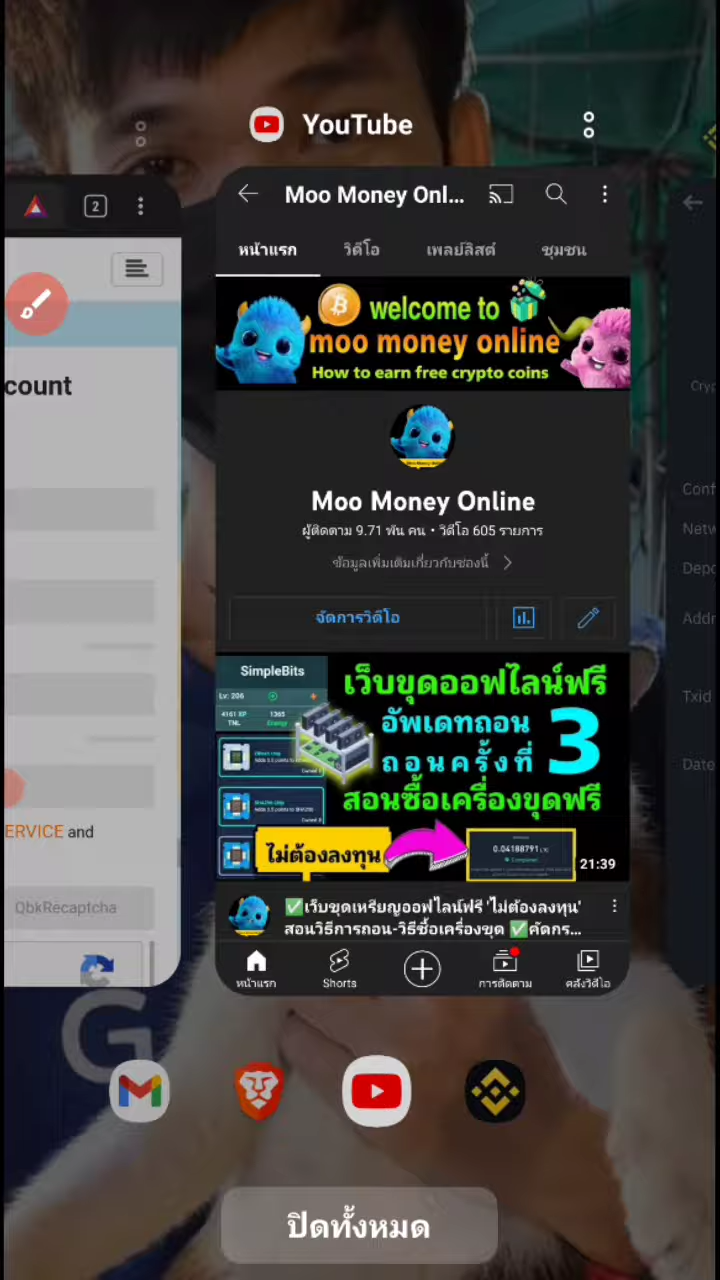 YouTube
2
Moo Money Onl...
หน้าแรก
วิดีโอ
เพลย์ลิสต์
ชุมชน
welcome to
moo money online
How to earn free crypto coins
count
Moo Money Online
ผู้ติดตาม 9.71 พัน คน • วิดีโอ 605 รายการ
ข้อมูลเพิ่มเติมเกี่ยวกับช่องนี้
จัดการวิดีโอ
SimpleBits
Lv: 206
4161 XP
1365
TNL
Energy
เว็บขุดออฟไลน์ฟรี
อัพเดทถอน
ถอนครั้งที่ 3
สอนซื้อเครื่องขุดฟรี
ไม่ต้องลงทุน
0.04188791
Completed
21:39
ERVICE and
QbkRecaptcha
✅เว็บขุดเหรียญออฟไลน์ฟรี 'ไม่ต้องลงทุน'
สอนวิธีการถอน-วิธีซื้อเครื่องขุด ✅คัดกร...
หน้าแรก
Shorts
การติดตาม
คลังวิดีโอ
Cryp
Conf
Netw
Depo
Addr
Txid
Date
G
ปิดทั้งหมด